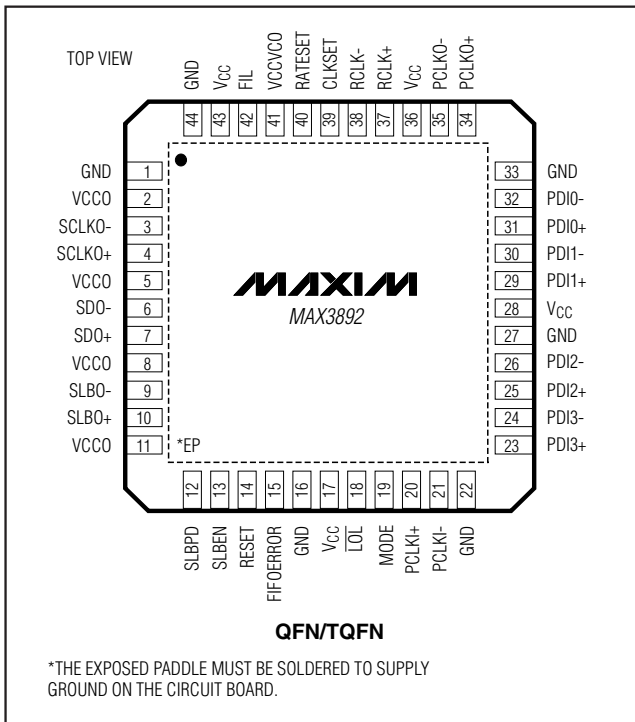 TOP VIEW
GND
VCC
FIL
VCCVCO
RATESET
CLKSET
RCLK-
RCLK+
VCC
PCLKO-
PCLKO+
44
43
42
41
40
39
38
37
36
35
34
GND 1
VCCO 2
SCLKO- 3
SCLKO+ 4
VCCO 5
SDO- 6
SDO+ 7
VCCO 8
SLBO- 9
SLBO+ 10
VCCO 11
33 GND
32 PDI0-
31 PDI0+
30 PDI1-
29 PDI1+
28 VCC
27 GND
26 PDI2-
25 PDI2+
24 PDI3-
23 PDI3+
MAXIM
MAX3892
*EP
12
13
14
15
16
17
18
19
20
21
22
SLBPD
SLBEN
RESET
FIFOERROR
GND
VCC
LOL
MODE
PCLKI+
PCLKI-
GND
QFN/TQFN
*THE EXPOSED PADDLE MUST BE SOLDERED TO SUPPLY
GROUND ON THE CIRCUIT BOARD.